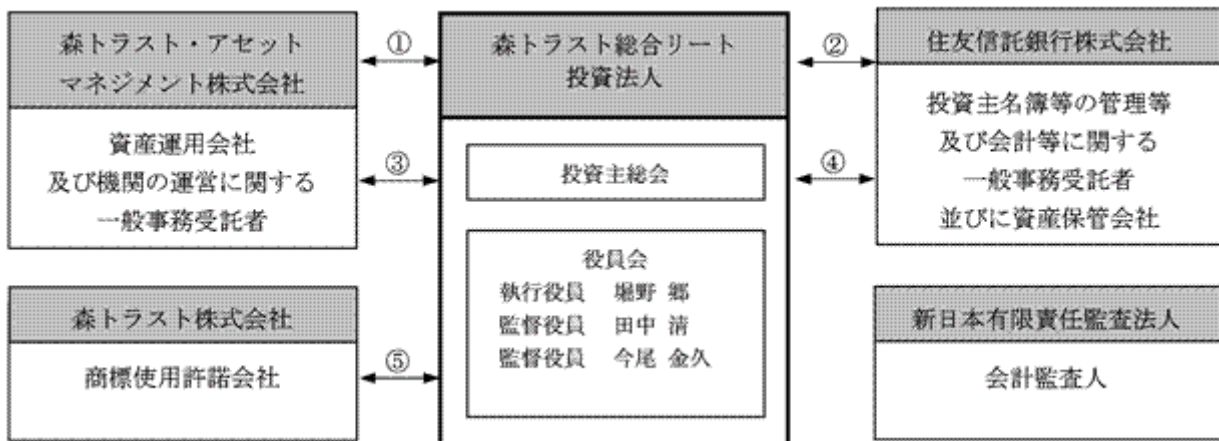 森トラスト・アセット
マネジメント株式会社
資産運用会社
及び機関の運営に関する
一般事務受託者
①
③
森トラスト総合リート
投資法人
投資主総会
役員会
執行役員 堀野 郷
監督役員 田中 清
監督役員 今尾 金久
②
④
住友信託銀行株式会社
投資主名簿等の管理等
及び会計等に関する
一般事務受託者
並びに資産保管会社
森トラスト株式会社
商標使用許諾会社
⑤
新日本有限責任監査法人
会計監査人